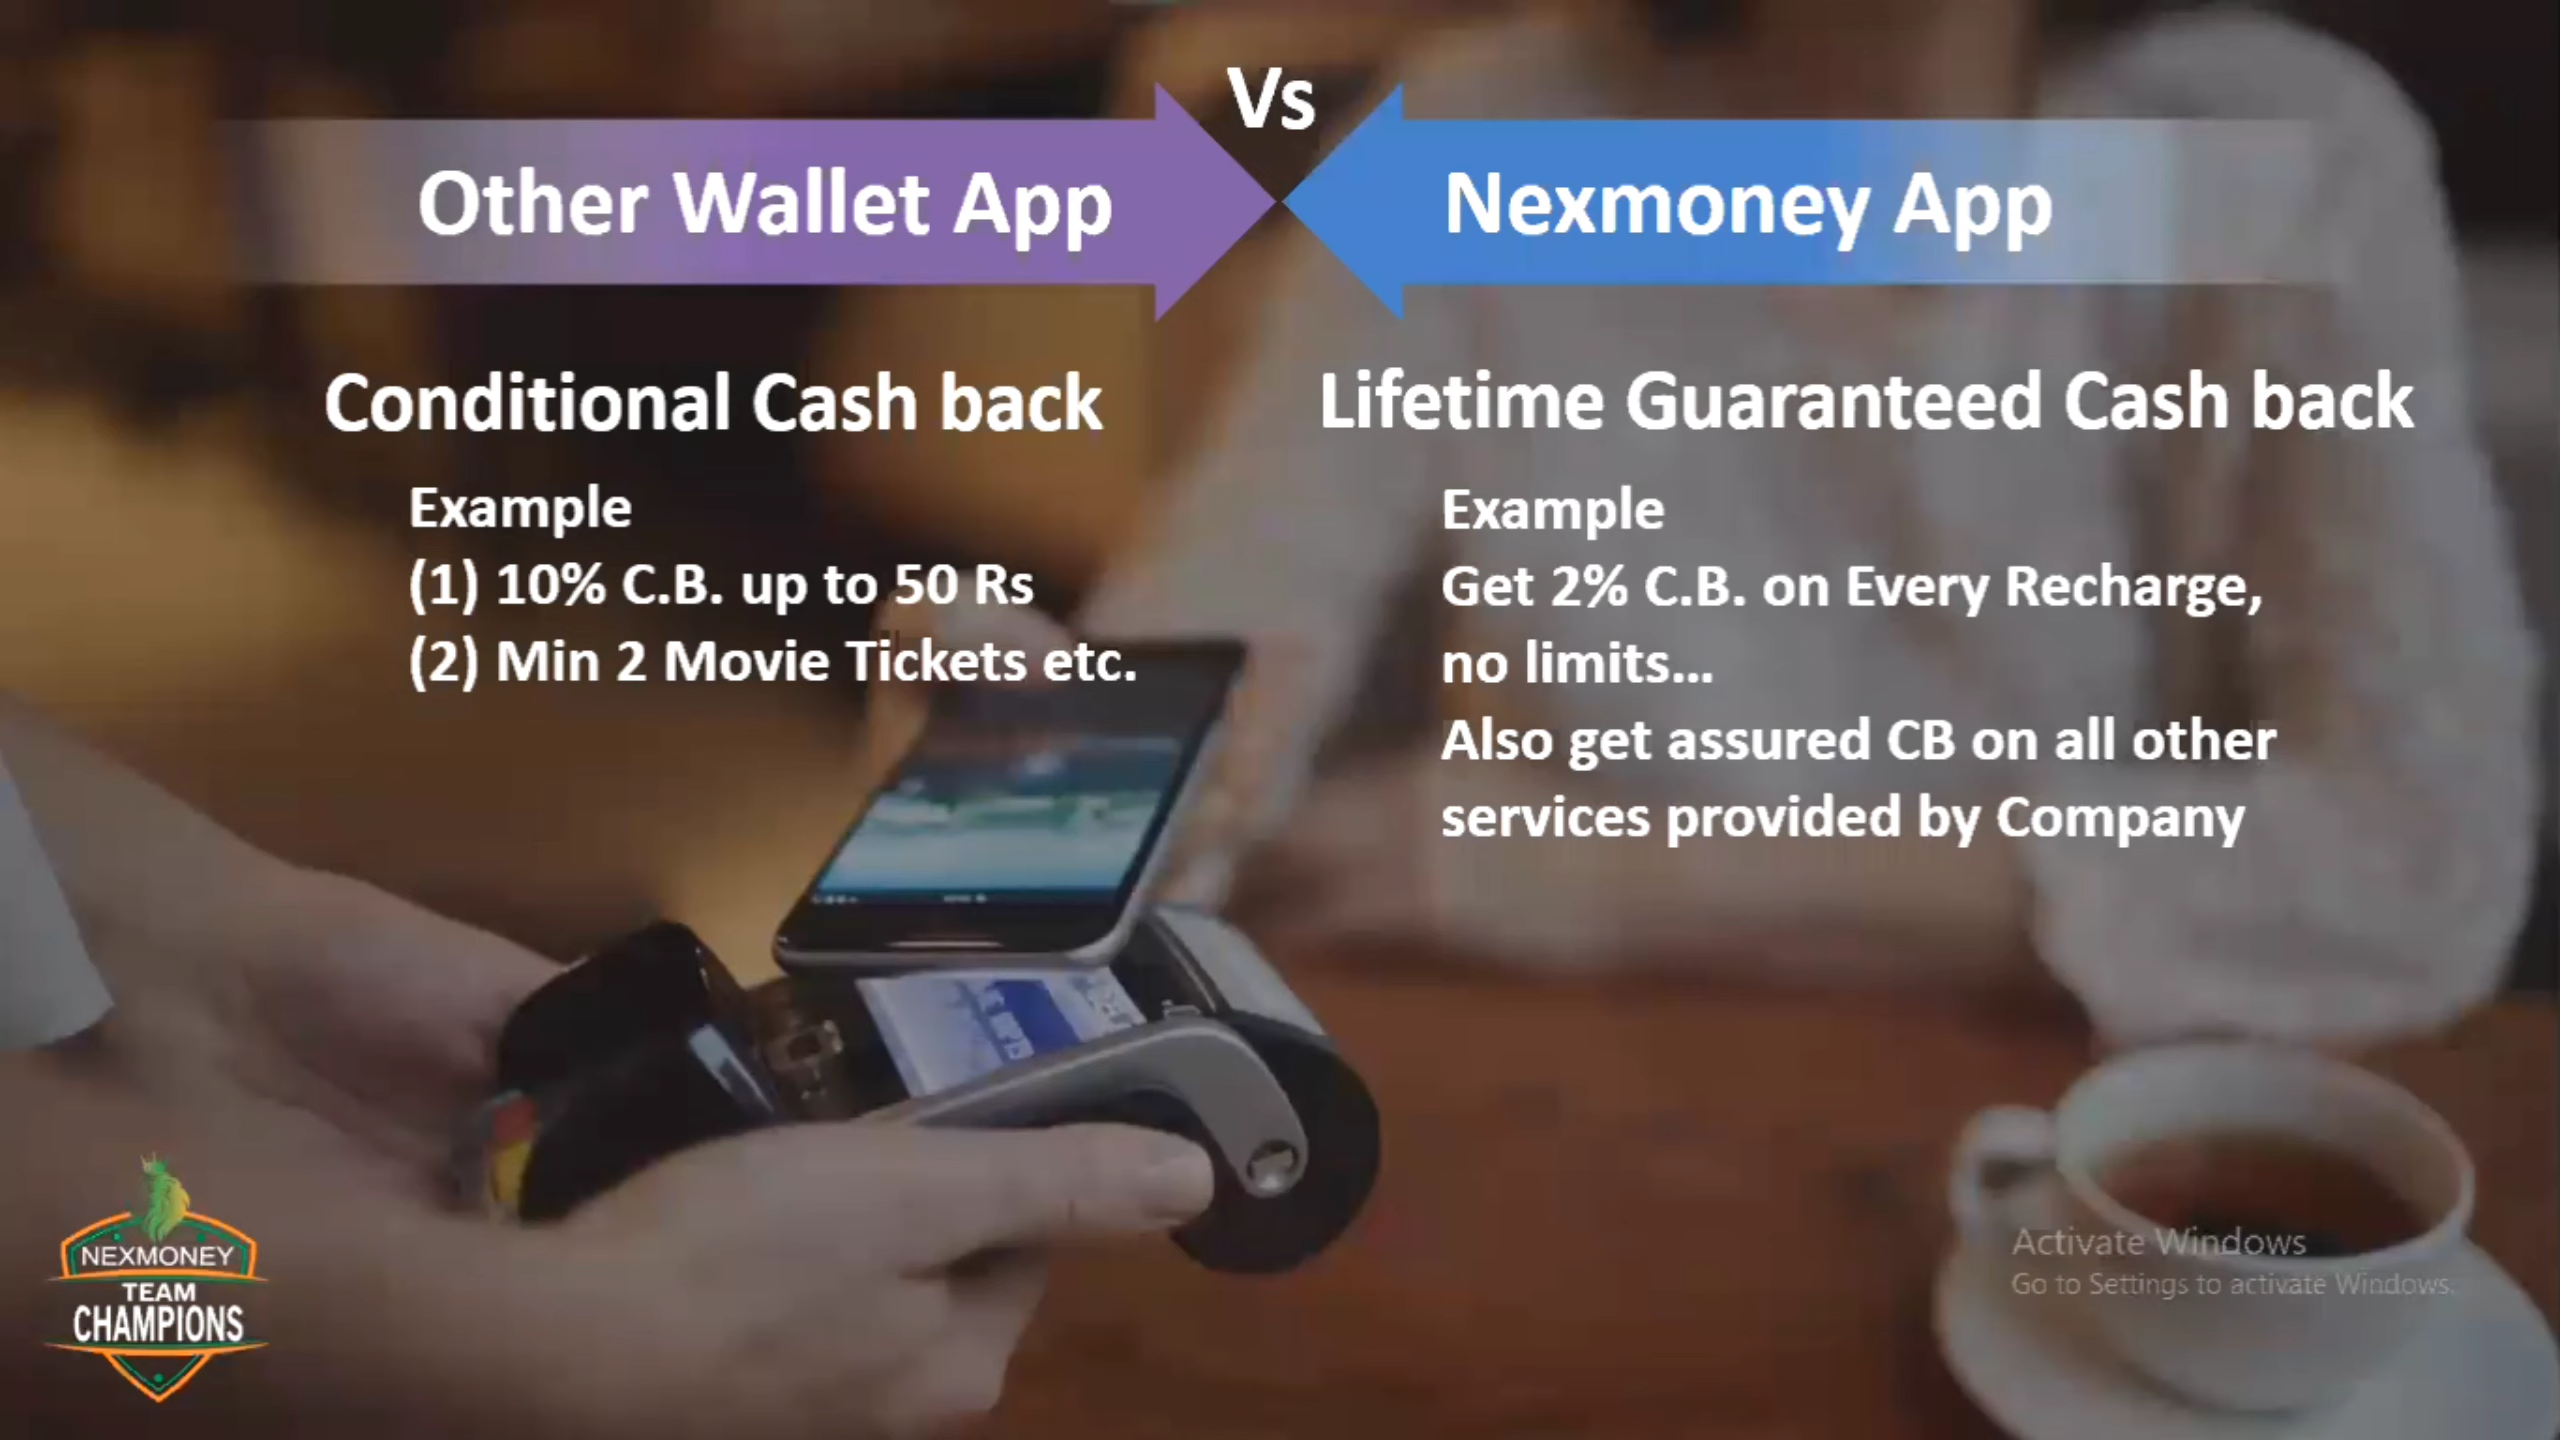 Vs
Other Wallet App
Nexmoney App
Conditional Cash back
Example
(1) 10% C.B. up to 50 Rs
(2) Min 2 Movie Tickets etc.
Lifetime Guaranteed Cash back
Example
Get 2% C.B. on Every Recharge,
no limits...
Also get assured CB on all other
services provided by Company
NEXMONEY
TEAM
CHAMPIONS
Activate Windows
Go to Settings to activate Windows.